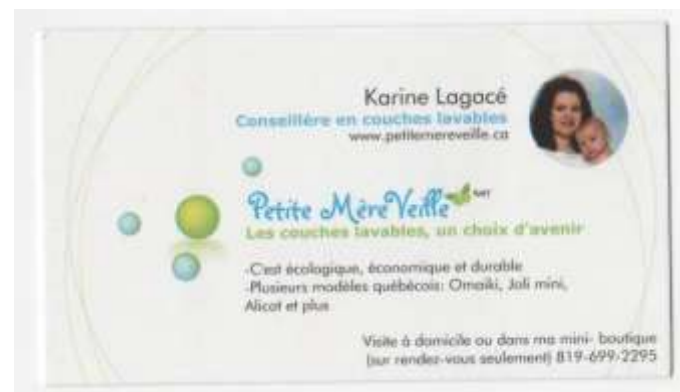 Karine Lagacé
Conseillère en couches lavables
www.petitemereveille.ca
Petite MèreVeille
Les couches lavables, un choix d'avenir
-C'est écologique, économique et durable
-Plusieurs modèles québécois: Omaïki, Joli mini,
Alicot et plus
Visite à domicile ou dans ma mini- boutique
(sur rendez-vous seulement) 819-699-2295